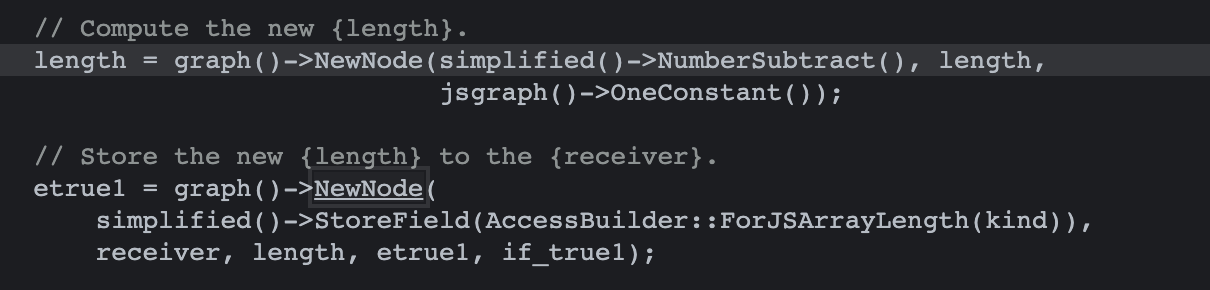 // Compute the new {length}.
length = graph()->NewNode(simplified()->NumberSubtract(), length,
jsgraph()->OneConstant());
// Store the new {length} to the {receiver}.
etrue1 = graph()->NewNode(
simplified()->StoreField(AccessBuilder::ForJSArrayLength(kind)),
receiver, length, etrue1, if_true1);